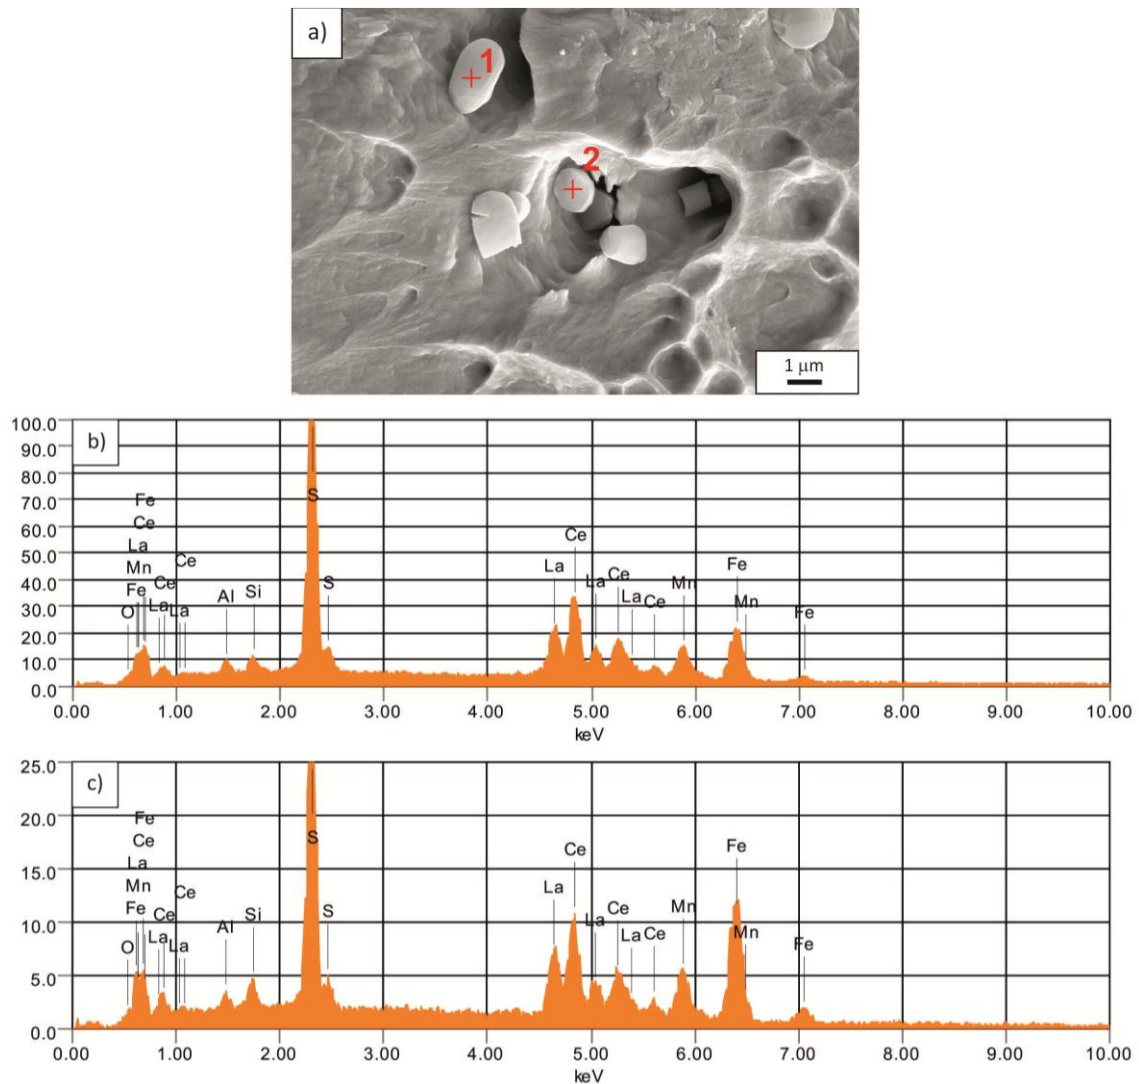 a)
1
2
1 μm
b)
100.0
90.0
80.0
70.0
60.0
50.0
40.0
30.0
20.0
10.0
0.0
Fe
Ce
La
Mn
Fe
O
Ce
La
Ce
La
Al
Si
S
S
La
Ce
La
Ce
La
Ce
Mn
Fe
Mn
Fe
0.00 1.00 2.00 3.00 4.00 5.00 6.00 7.00 8.00 9.00 10.00
keV
c)
25.0
20.0
15.0
10.0
5.0
0.0
Fe
Ce
La
Mn
Fe
O
Ce
La
Ce
La
Al
Si
S
S
La
Ce
La
Ce
La
Ce
Mn
Fe
Mn
Fe
0.00 1.00 2.00 3.00 4.00 5.00 6.00 7.00 8.00 9.00 10.00
keV